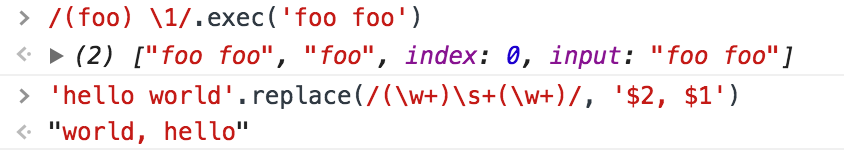 > /(foo) \1/.exec('foo foo')
<· ▶ (2) ["foo foo", "foo", index: 0, input: "foo foo"]
> 'hello world'.replace(/(\w+)\s+(\w+)/, '$2, $1')
<· "world, hello"